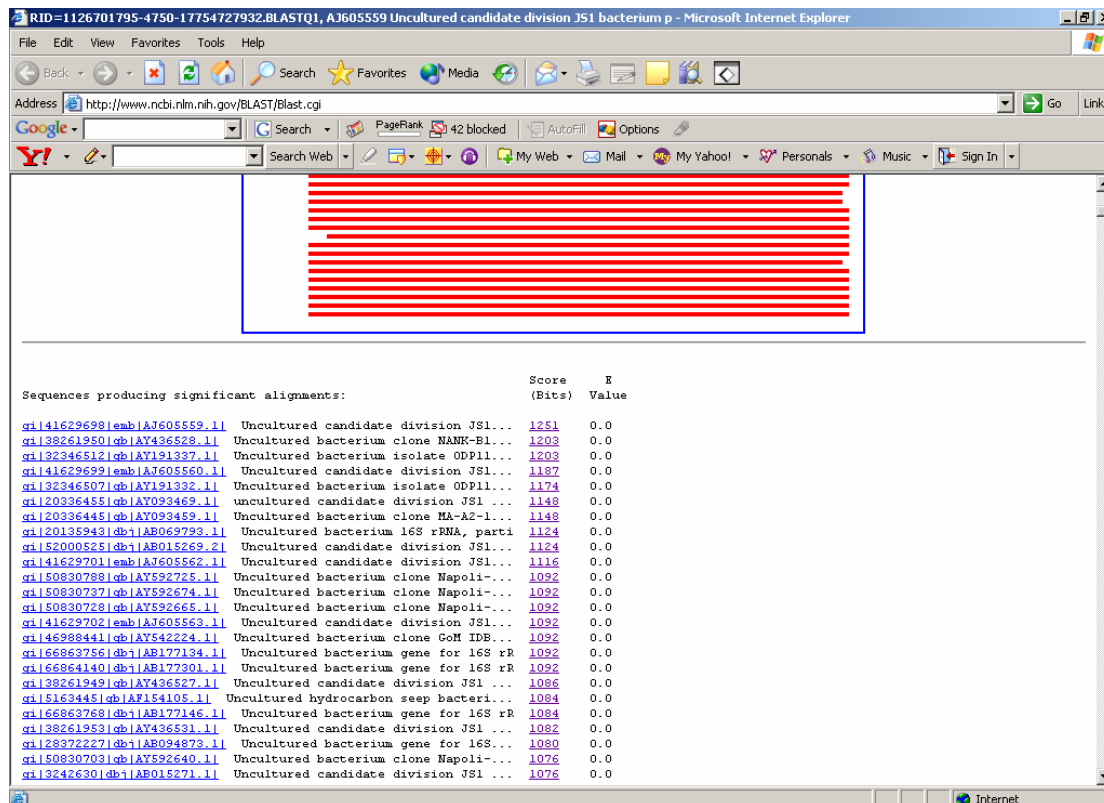 RID=1126701795-4750-17754727932.BLASTQ1, AJ605559 Uncultured candidate division JS1 bacterium p - Microsoft Internet Explorer
File Edit View Favorites Tools Help
Back Search Favorites Media
Address http://www.ncbi.nlm.nih.gov/BLAST/Blast.cgi Go Link
Google Search PageRank 42 blocked AutoFill Options
Y! Search Web My Web Mail My Yahoo! Personals Music Sign In
Score E
Sequences producing significant alignments: (Bits) Value
gi|41629698|emb|AJ605559.1| Uncultured candidate division JS1... 1251 0.0
gi|38261950|gb|AY436528.1| Uncultured bacterium clone NANK-B1... 1203 0.0
gi|32346512|gb|AY191337.1| Uncultured bacterium isolate ODP11... 1203 0.0
gi|41629699|emb|AJ605560.1| Uncultured candidate division JS1... 1187 0.0
gi|32346507|gb|AY191332.1| Uncultured bacterium isolate ODP11... 1174 0.0
gi|20336455|gb|AY093469.1| uncultured candidate division JS1 ... 1148 0.0
gi|20336445|gb|AY093459.1| Uncultured bacterium clone MA-A2-1... 1148 0.0
gi|20135943|dbj|AB069793.1| Uncultured bacterium 16S rRNA, parti 1124 0.0
gi|52000525|dbj|AB015269.2| Uncultured candidate division JS1... 1124 0.0
gi|41629701|emb|AJ605562.1| Uncultured candidate division JS1... 1116 0.0
gi|50830788|gb|AY592725.1| Uncultured bacterium clone Napoli-... 1092 0.0
gi|50830737|gb|AY592674.1| Uncultured bacterium clone Napoli-... 1092 0.0
gi|50830728|gb|AY592665.1| Uncultured bacterium clone Napoli-... 1092 0.0
gi|41629702|emb|AJ605563.1| Uncultured candidate division JS1... 1092 0.0
gi|46988441|gb|AY542224.1| Uncultured bacterium clone GoM IDB... 1092 0.0
gi|66863756|dbj|AB177134.1| Uncultured bacterium gene for 16S rR 1092 0.0
gi|66864140|dbj|AB177301.1| Uncultured bacterium gene for 16S rR 1092 0.0
gi|38261949|gb|AY436527.1| Uncultured candidate division JS1 ... 1086 0.0
gi|5163445|gb|AF154105.1| Uncultured hydrocarbon seep bacteri... 1084 0.0
gi|66863768|dbj|AB177146.1| Uncultured bacterium gene for 16S rR 1084 0.0
gi|38261953|gb|AY436531.1| Uncultured candidate division JS1 ... 1082 0.0
gi|28372227|dbj|AB094873.1| Uncultured bacterium gene for 16S... 1080 0.0
gi|50830703|gb|AY592640.1| Uncultured bacterium clone Napoli-... 1076 0.0
gi|3242630|dbj|AB015271.1| Uncultured candidate division JS1 ... 1076 0.0
Internet